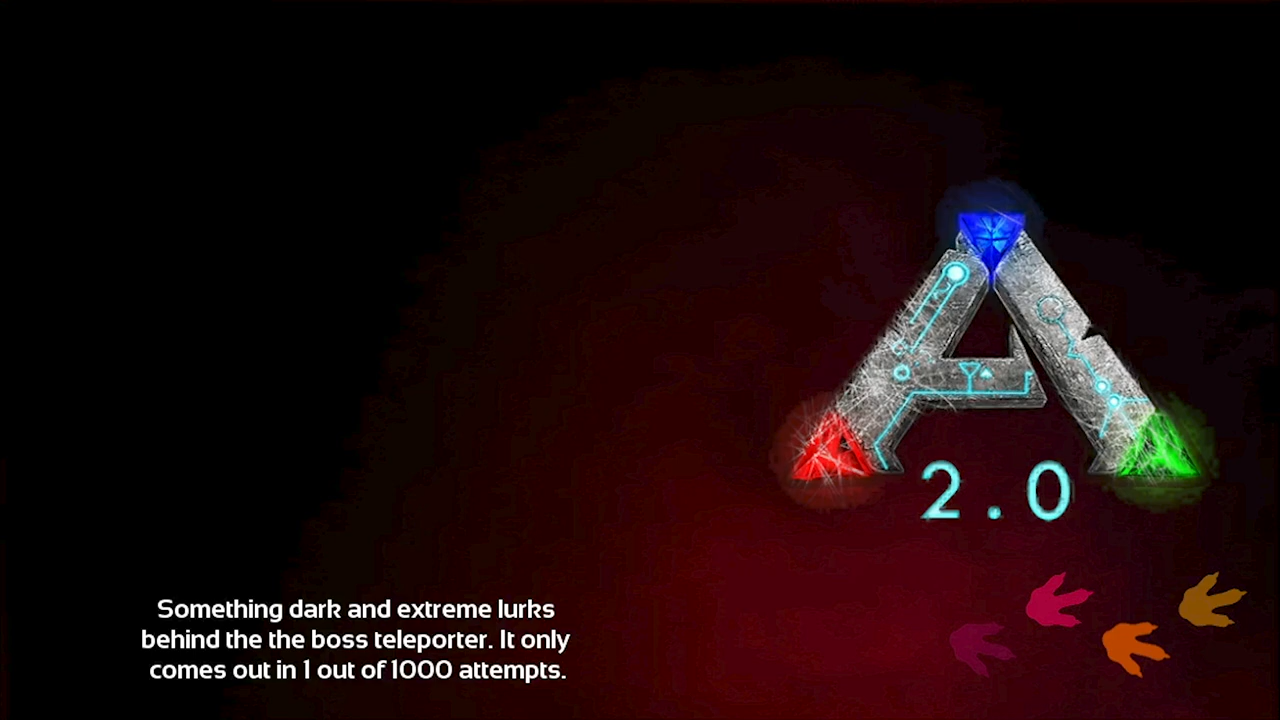 A
2.0
Something dark and extreme lurks
behind the the boss teleporter. It only
comes out in 1 out of 1000 attempts.